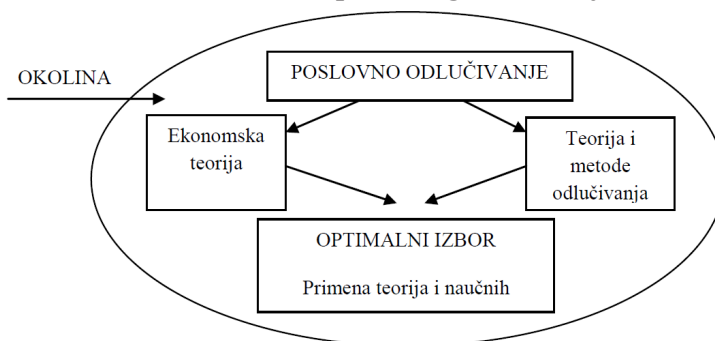 OKOLINA
POSLOVNO ODLUČIVANJE
Ekonomska
teorija
Teorija i
metode
odlučivanja
OPTIMALNI IZBOR
Primena teorija i naučnih